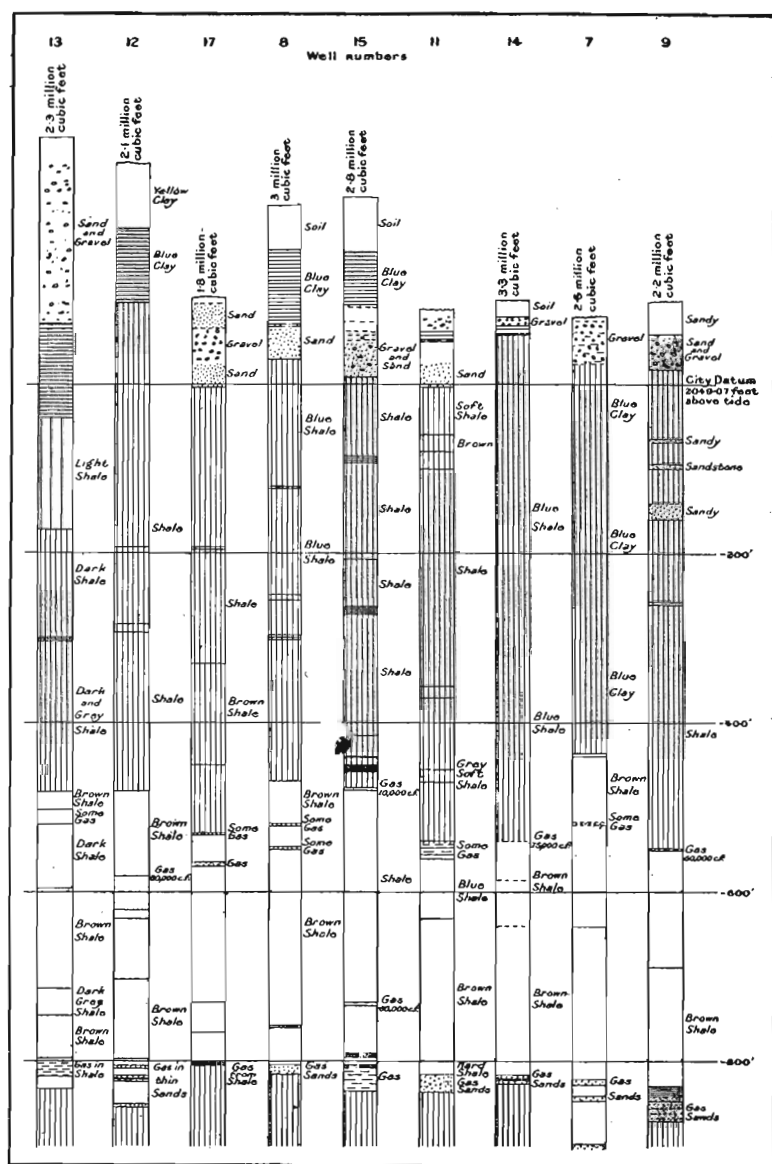 13 12 17 8 15 11 14 7 9
Well numbers
2·3 million
cubic feet
Sand
and
Gravel
Light
Shale
Dark
Shale
Dark
and
Grey
Shale
Brown
Shale
Some
Gas
Dark
Shale
Brown
Shale
Dark
Grey
Shale
Brown
Shale
Gas in
Shale
2·1 million
cubic feet
Yellow
Clay
Blue
Clay
Shale
Shale
Brown
Shale
Gas
Brown
Shale
Gas in
thin
Sands
1·8 million
cubic feet
Sand
Gravel
Sand
Shale
Brown
Shale
Some
Gas
Gas
Gas
from
Shale
3 million
cubic feet
Soil
Blue
Clay
Sand
Blue
Shale
Blue
Shale
Brown
Shale
Some
Gas
Some
Gas
Brown
Shale
Gas
Sands
2·8 million
cubic feet
Soil
Blue
Clay
Gravel
and
Sand
Shale
Shale
Shale
Shale
Gas
10,000 c.f.
Shale
Gas
Gas
Sand
Soft
Shale
Brown
Shale
Grey
Soft
Shale
Some
Gas
Blue
Shale
Brown
Shale
Hard
Shale
Gas
Sands
3·3 million
cubic feet
Soil
Gravel
Blue
Shale
Blue
Shale
Gas
Brown
Shale
Brown
Shale
Gas
Sands
cubic feet
Gravel
Blue
Clay
Blue
Clay
Blue
Clay
Brown
Shale
Some
Gas
Gas
Sands
2·2 million
cubic feet
Sandy
Sand
and
Gravel
City Datum
2049·07 feet
above tide
Sandy
Sandstone
Sandy
-200'
-400'
Shale
Gas
60,000 c.f.
-600'
Brown
Shale
-800'
Gas
Sands